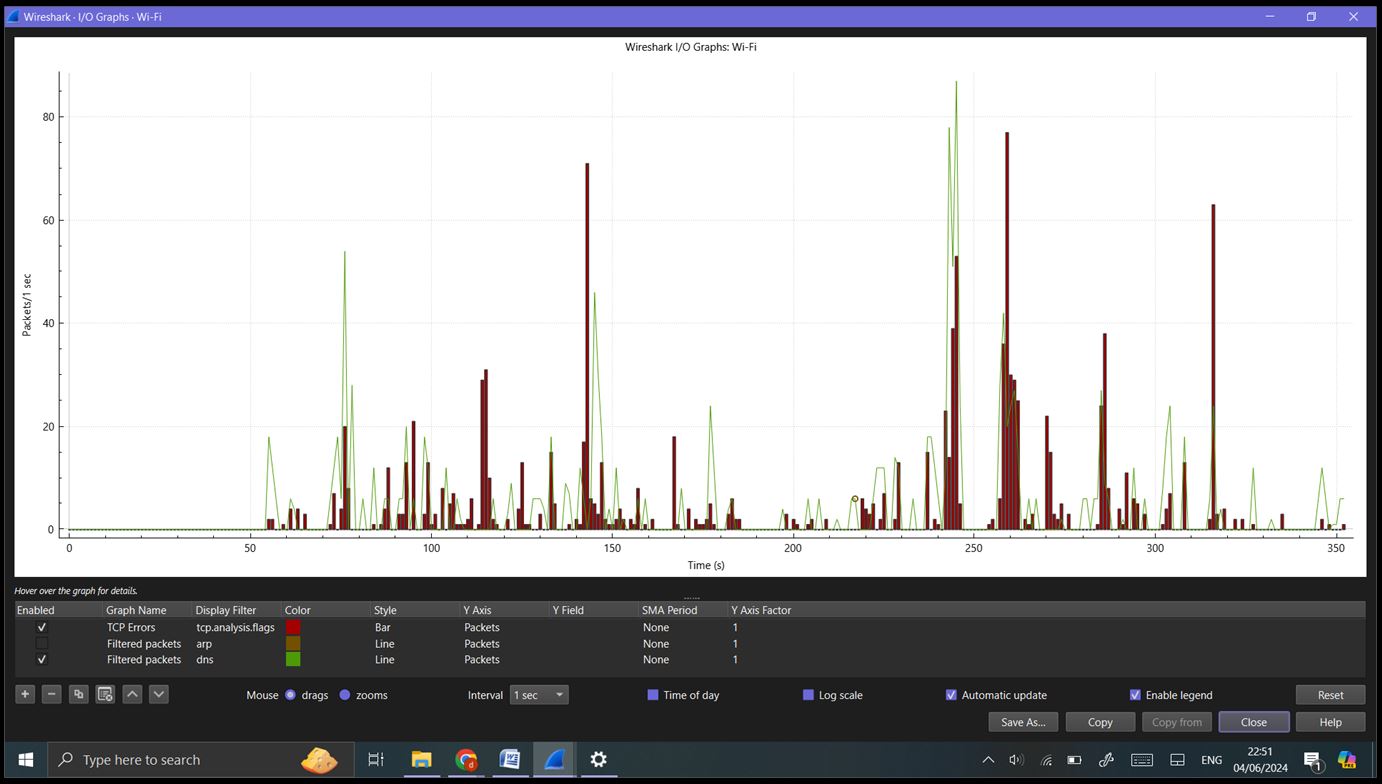 Wireshark · I/O Graphs · Wi-Fi
Wireshark I/O Graphs: Wi-Fi
80
60
40
20
0
Packets/1 sec
0 50 100 150 200 250 300 350
Time (s)
Hover over the graph for details.
Enabled Graph Name Display Filter Color Style Y Axis Y Field SMA Period Y Axis Factor
TCP Errors tcp.analysis.flags Bar Packets None 1
Filtered packets arp Line Packets None 1
Filtered packets dns Line Packets None 1
Mouse drags zooms Interval 1 sec Time of day Log scale Automatic update Enable legend Reset
Save As... Copy Copy from Close Help
Type here to search
ENG
22:51
04/06/2024
1
PRE